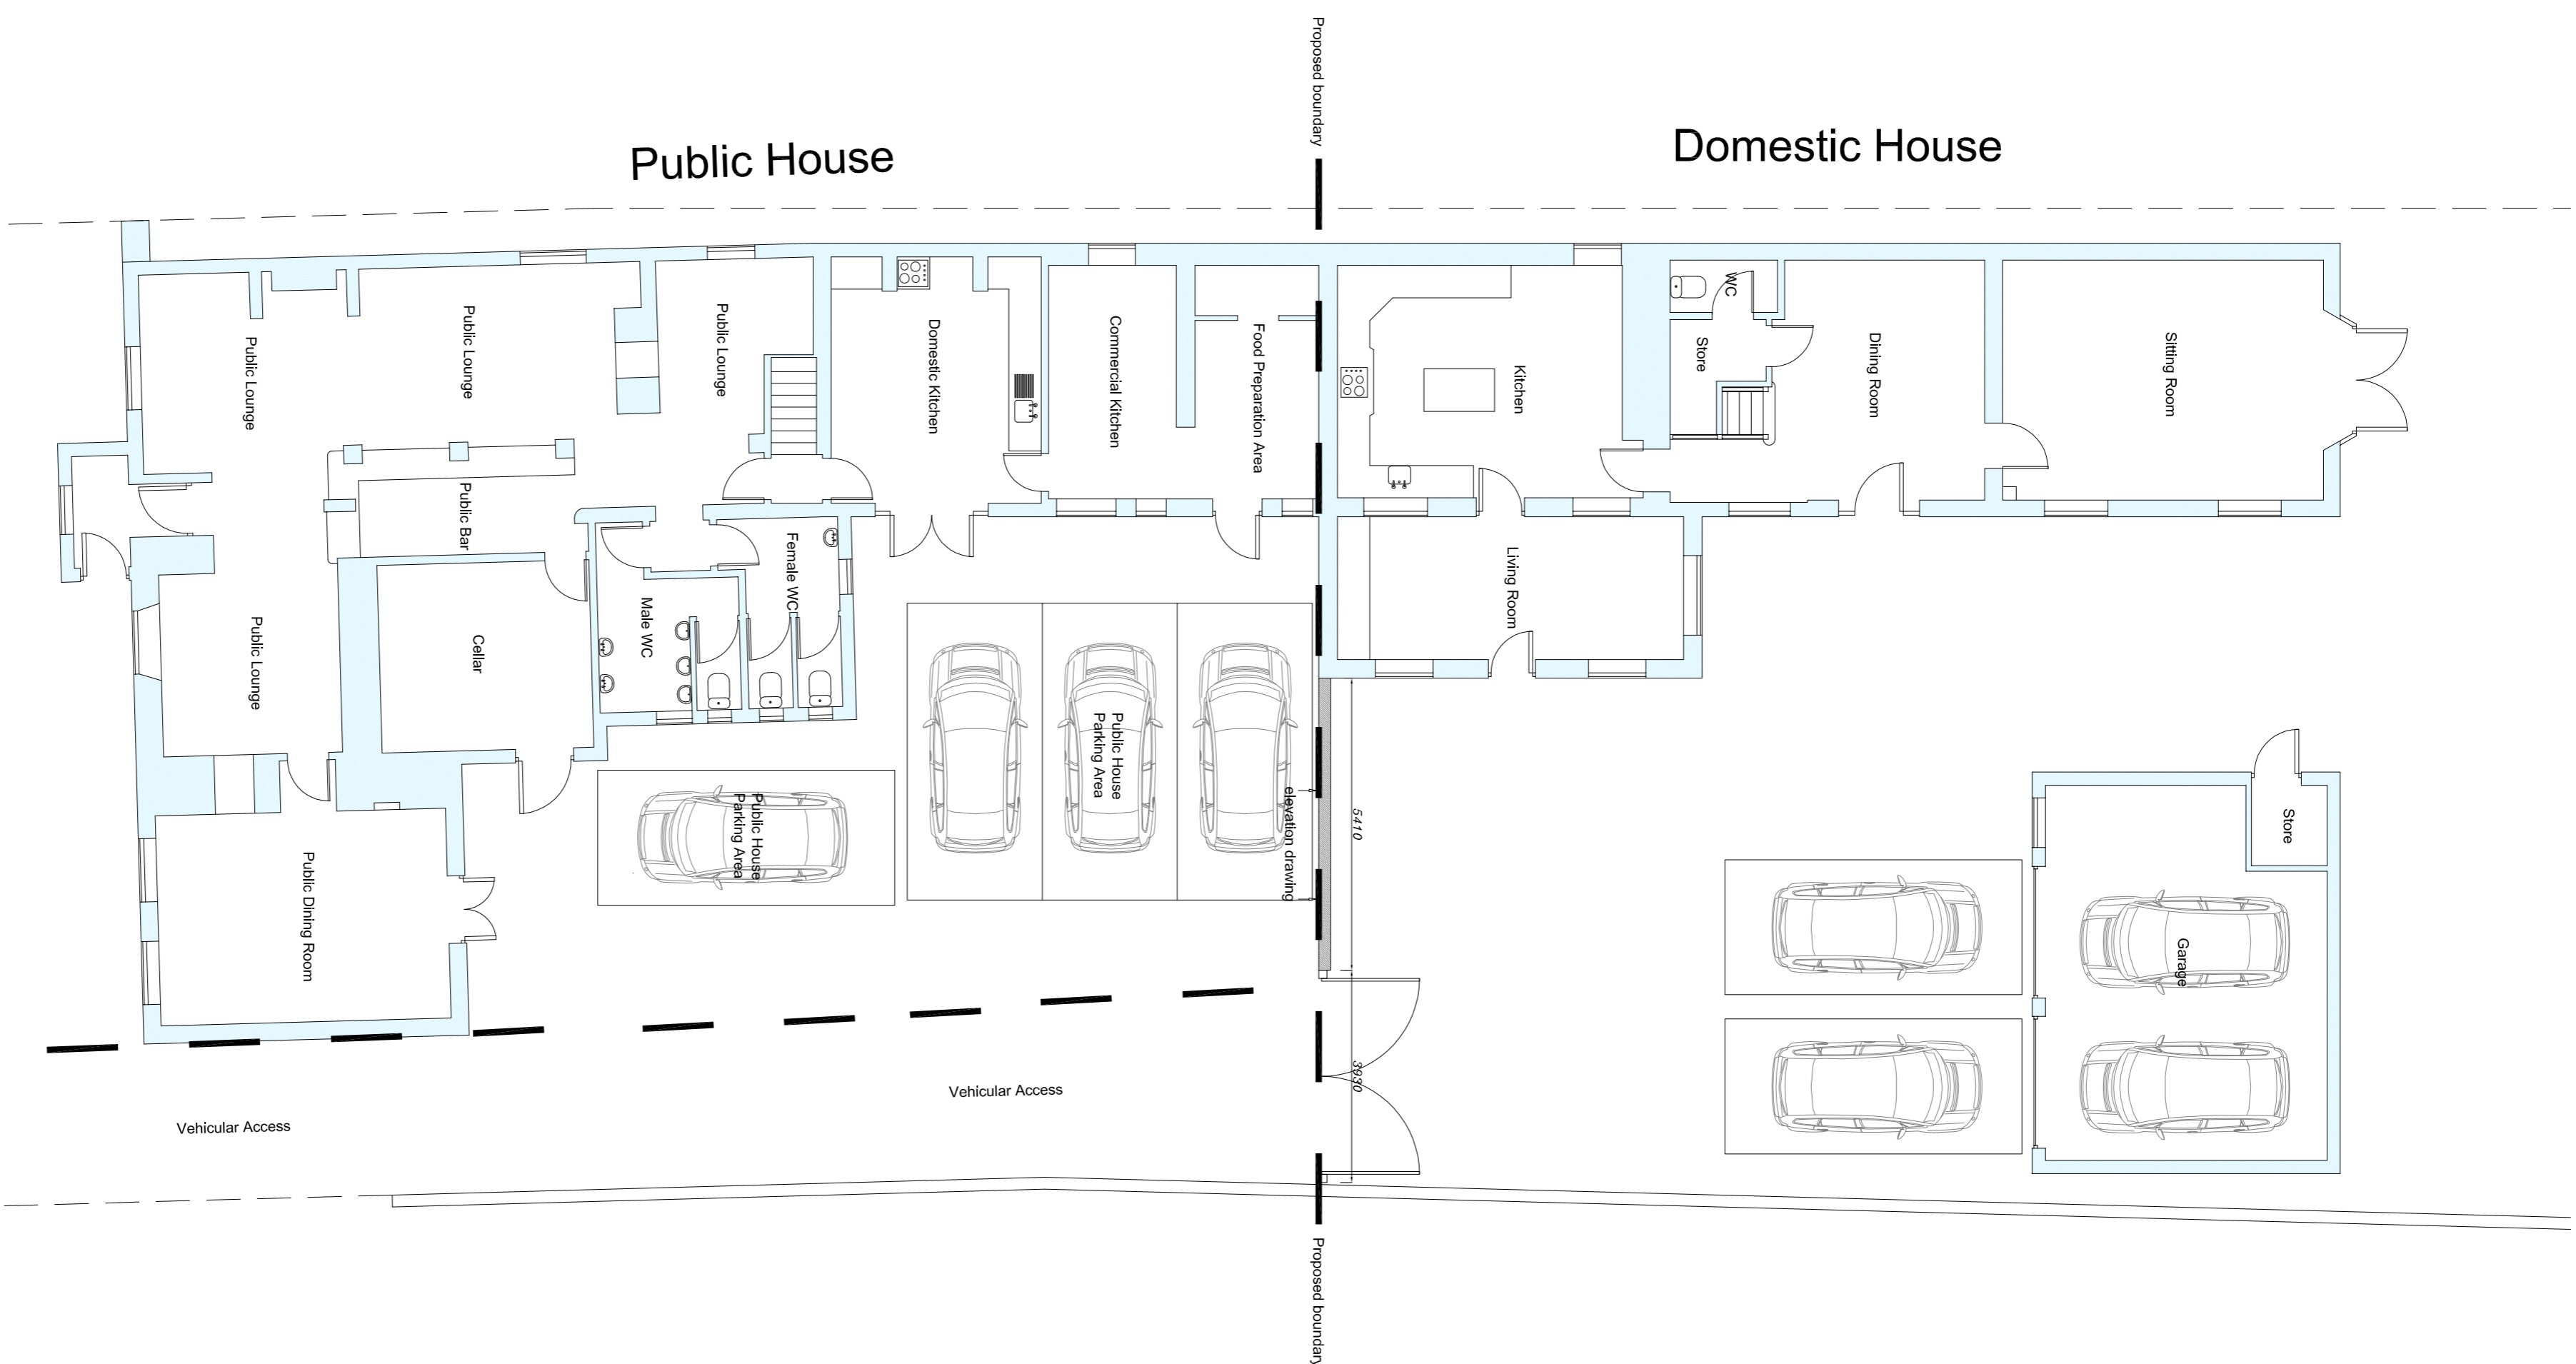 Proposed boundary
Public House
Domestic House
Public Lounge
Public Lounge
Public Lounge
Domestic Kitchen
Commercial Kitchen
Food Preparation Area
Kitchen
WC
Store
Dining Room
Sitting Room
Public Bar
Female WC
Male WC
Cellar
Public Lounge
Living Room
Public House
Parking Area
Public House
Parking Area
elevation drawing
5410
Store
Garage
Public Dining Room
3930
Vehicular Access
Vehicular Access
Proposed boundary